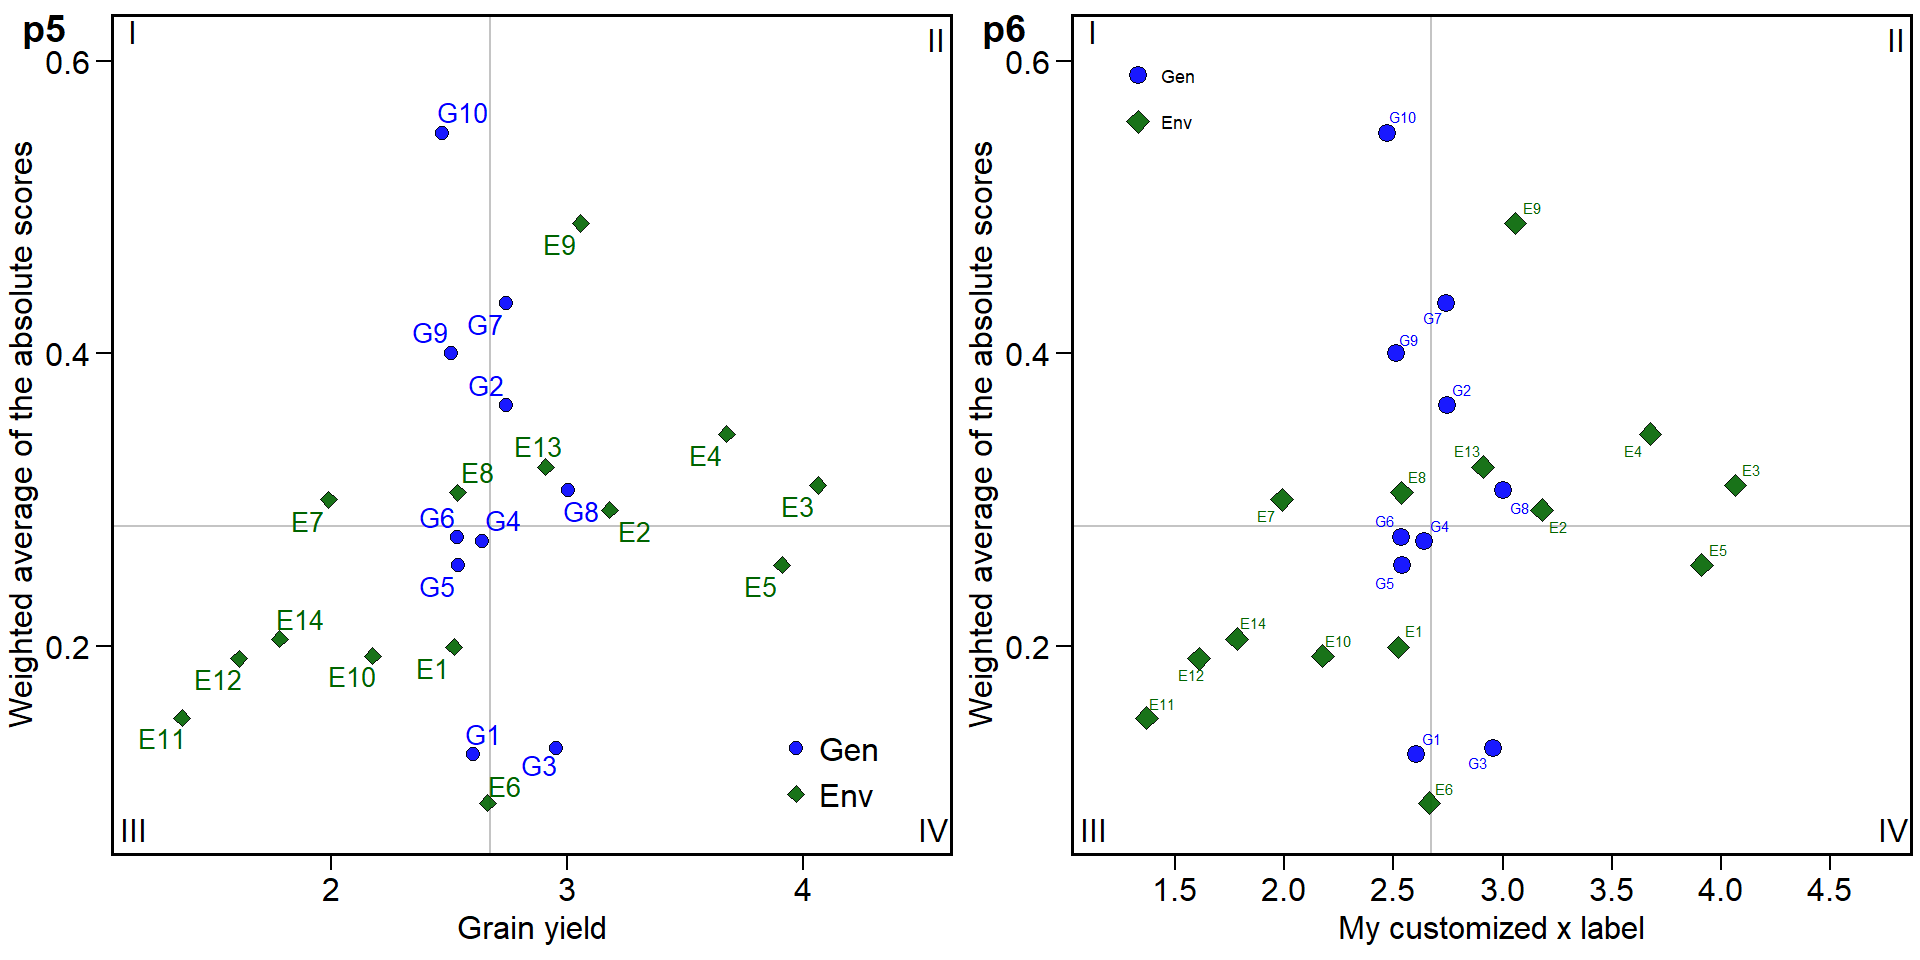 p5
I
II
0.6
0.4
0.2
Weighted average of the absolute scores
G10
E9
G7
G9
G2
E13
E4
E8
E3
E7
G6
G4
G8
E2
G5
E5
E14
E12
E10
E1
E11
G1
G3
E6
Gen
Env
III
IV
2 3 4
Grain yield
p6
I
II
0.6
0.4
0.2
Weighted average of the absolute scores
Gen
Env
G10
E9
G7
G9
G2
E13
E4
E3
E8
E7
G6
G4
G8
E2
E5
G5
E14
E10
E1
E12
E11
G1
G3
E6
III
IV
1.5 2.0 2.5 3.0 3.5 4.0 4.5
My customized x label